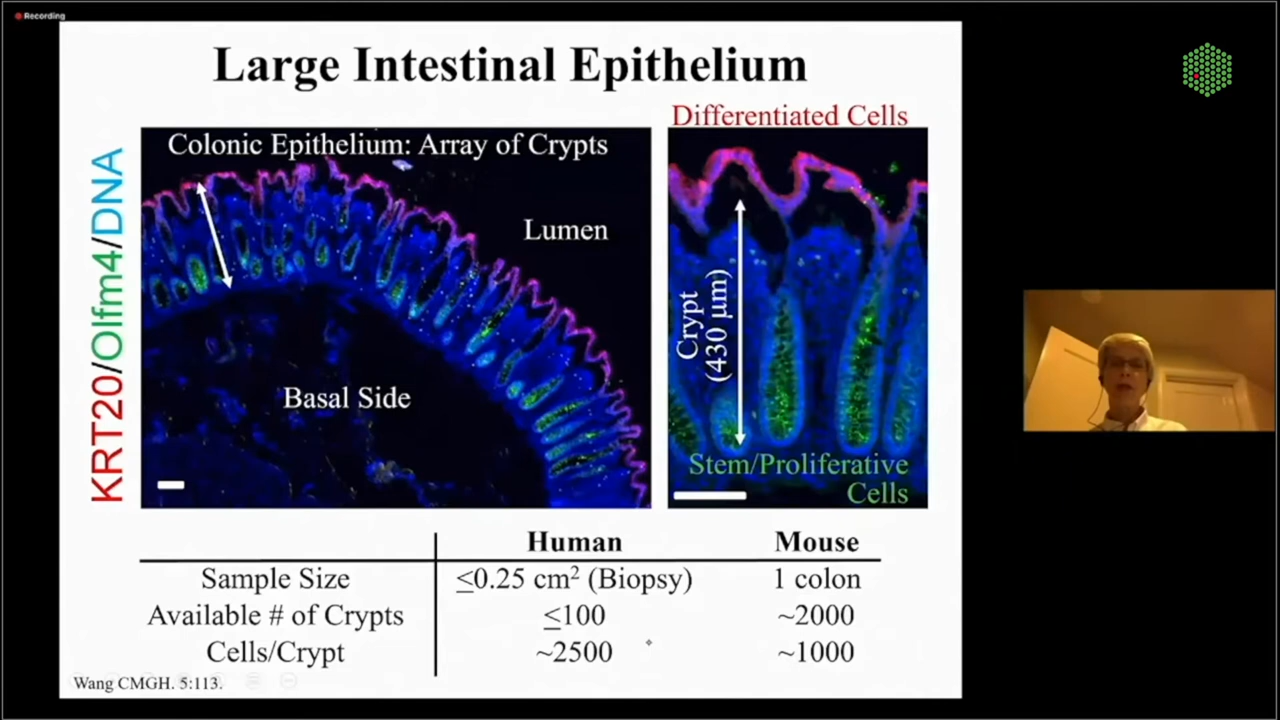 Recording
Large Intestinal Epithelium
Differentiated Cells
KRT20/Olfm4/DNA
Colonic Epithelium: Array of Crypts
Lumen
Basal Side
Crypt
(430 µm)
Stem/Proliferative
Cells
Human Mouse
Sample Size ≤0.25 cm² (Biopsy) 1 colon
Available # of Crypts ≤100 ~2000
Cells/Crypt ~2500 ~1000
Wang CMGH. 5:113.